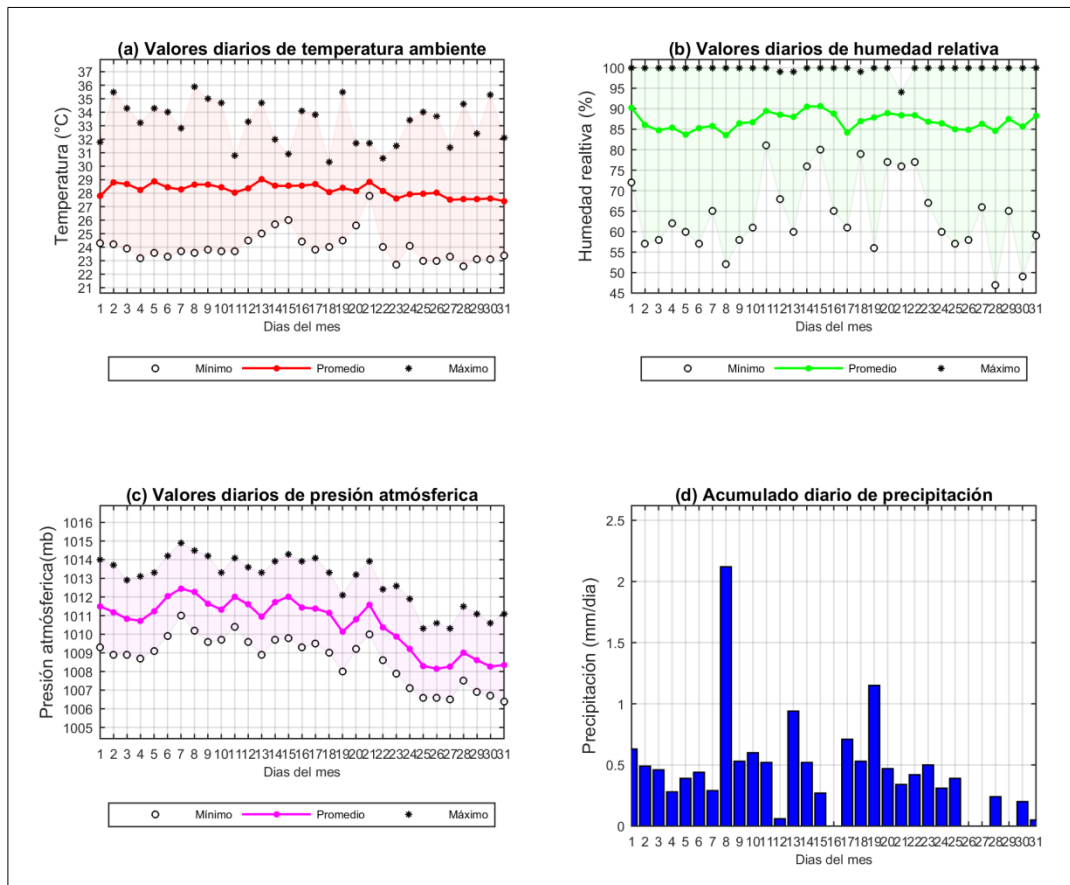 (a) Valores diarios de temperatura ambiente
Temperatura (°C)
37
36
35
34
33
32
31
30
29
28
27
26
25
24
23
22
21
1 2 3 4 5 6 7 8 9 10 11 12 13 14 15 16 17 18 19 20 21 22 23 24 25 26 27 28 29 30 31
Dias del mes
Mínimo Promedio Máximo
(b) Valores diarios de humedad relativa
Humedad realtiva (%)
100
95
90
85
80
75
70
65
60
55
50
45
1 2 3 4 5 6 7 8 9 10 11 12 13 14 15 16 17 18 19 20 21 22 23 24 25 26 27 28 29 30 31
Dias del mes
Mínimo Promedio Máximo
(c) Valores diarios de presión atmósferica
Presión atmósferica(mb)
1016
1015
1014
1013
1012
1011
1010
1009
1008
1007
1006
1005
1 2 3 4 5 6 7 8 9 10 11 12 13 14 15 16 17 18 19 20 21 22 23 24 25 26 27 28 29 30 31
Dias del mes
Mínimo Promedio Máximo
(d) Acumulado diario de precipitación
Precipitación (mm/dia)
2.5
2
1.5
1
0.5
0
1 2 3 4 5 6 7 8 9 10 11 12 13 14 15 16 17 18 19 20 21 22 23 24 25 26 27 28 29 30 31
Dias del mes